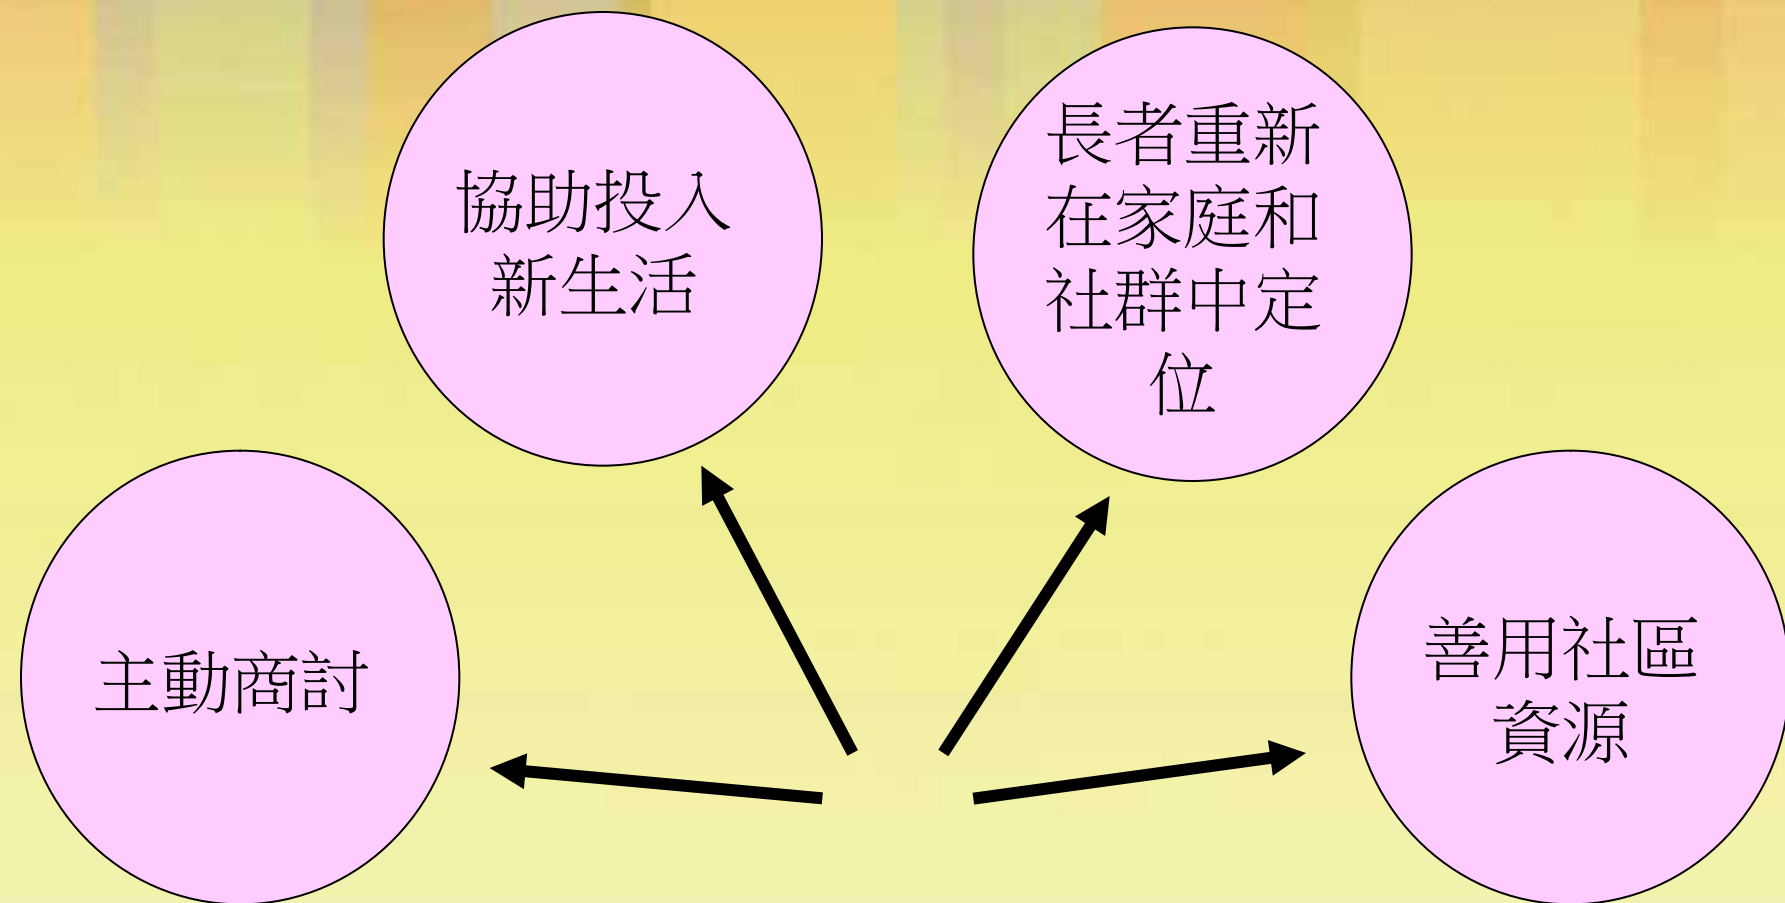 協助投入
新生活
長者重新
在家庭和
社群中定
位
主動商討
善用社區
資源